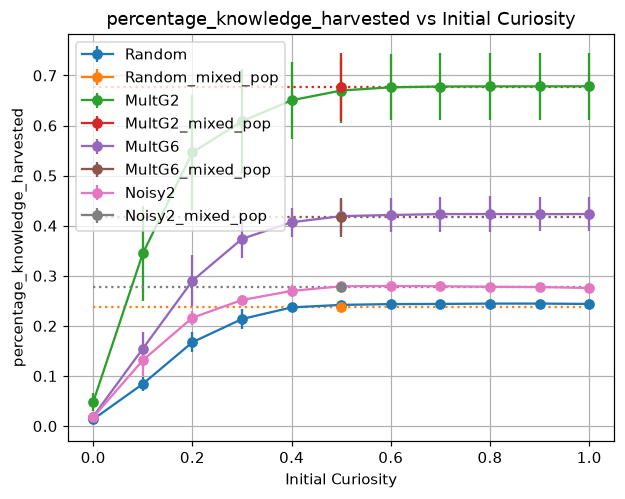 percentage_knowledge_harvested vs Initial Curiosity
percentage_knowledge_harvested
0.7
0.6
0.5
0.4
0.3
0.2
0.1
0.0
Random
Random_mixed_pop
MultG2
MultG2_mixed_pop
MultG6
MultG6_mixed_pop
Noisy2
Noisy2_mixed_pop
0.0 0.2 0.4 0.6 0.8 1.0
Initial Curiosity